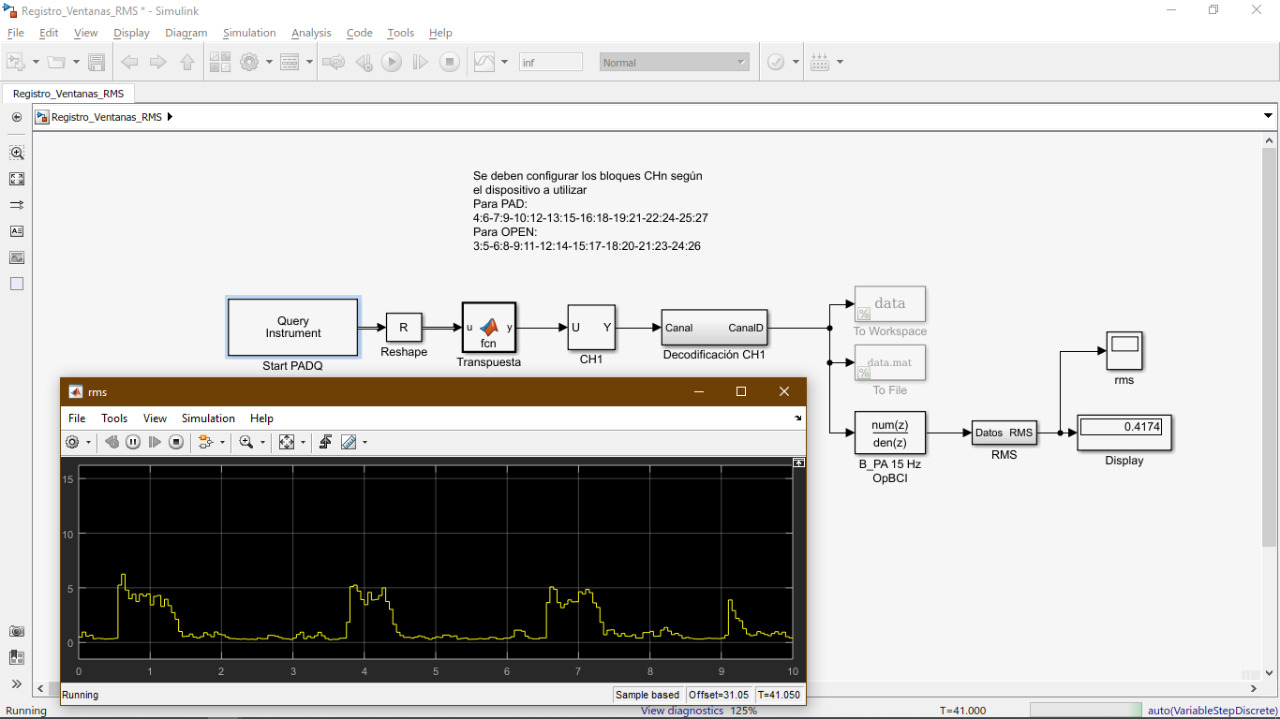 Registro_Ventanas_RMS * - Simulink
File Edit View Display Diagram Simulation Analysis Code Tools Help
inf
Normal
Registro_Ventanas_RMS
Registro_Ventanas_RMS
Se deben configurar los bloques CHn según
el dispositivo a utilizar
Para PAD:
4:6-7:9-10:12-13:15-16:18-19:21-22:24-25:27
Para OPEN:
3:5-6:8-9:11-12:14-15:17-18:20-21:23-24:26
Query
Instrument
Start PADQ
R
Reshape
u fcn y
Transpuesta
U Y
CH1
Canal CanalD
Decodificación CH1
data
To Workspace
data.mat
To File
num(z)
den(z)
B_PA 15 Hz
OpBCI
Datos RMS
RMS
rms
0.4174
Display
rms
File Tools View Simulation Help
15
10
5
0
0 1 2 3 4 5 6 7 8 9 10
Running
Sample based Offset=31.05 T=41.050
Running
View diagnostics 125%
T=41.000
auto(VariableStepDiscrete)